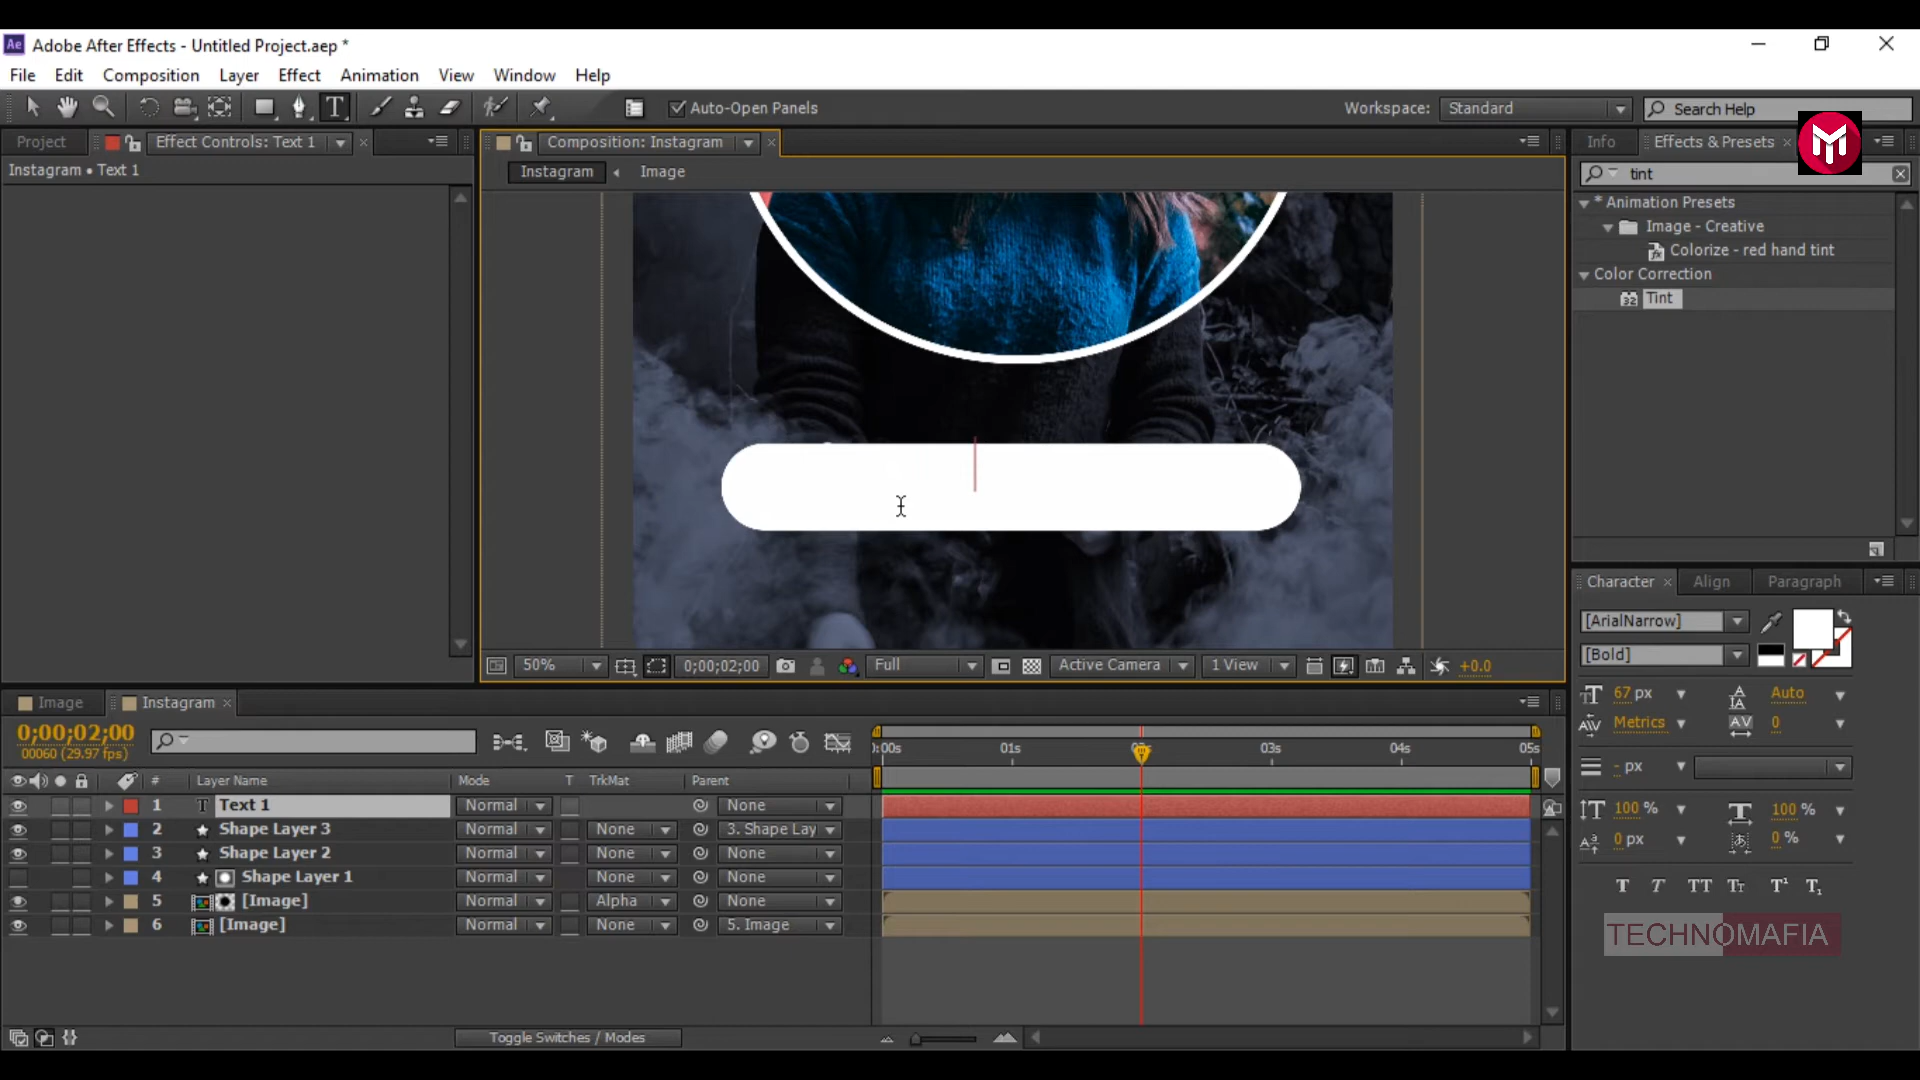 Ae Adobe After Effects - Untitled Project.aep *
File Edit Composition Layer Effect Animation View Window Help
T Auto-Open Panels Workspace: Standard Search Help
Project Effect Controls: Text 1 Composition: Instagram Info Effects & Presets
Instagram • Text 1 Instagram Image tint
* Animation Presets
Image - Creative
Colorize - red hand tint
Color Correction
32 Tint
Character Align Paragraph
[ArialNarrow]
[Bold]
50% 0;00;02;00 Full Active Camera 1 View +0.0
67 px Auto
Metrics 0
- px
100 % 100 %
0 px 0 %
T T TT Tt T¹ T₁
TECHNOMAFIA
Image Instagram
0;00;02;00
00060 (29.97 fps)
0:00s 01s 03s 04s 05s
# Layer Name Mode T TrkMat Parent
1 T Text 1 Normal None
2 Shape Layer 3 Normal None 3. Shape Lay
3 Shape Layer 2 Normal None None
4 Shape Layer 1 Normal None None
5 [Image] Normal Alpha None
6 [Image] Normal None 5. Image
Toggle Switches / Modes